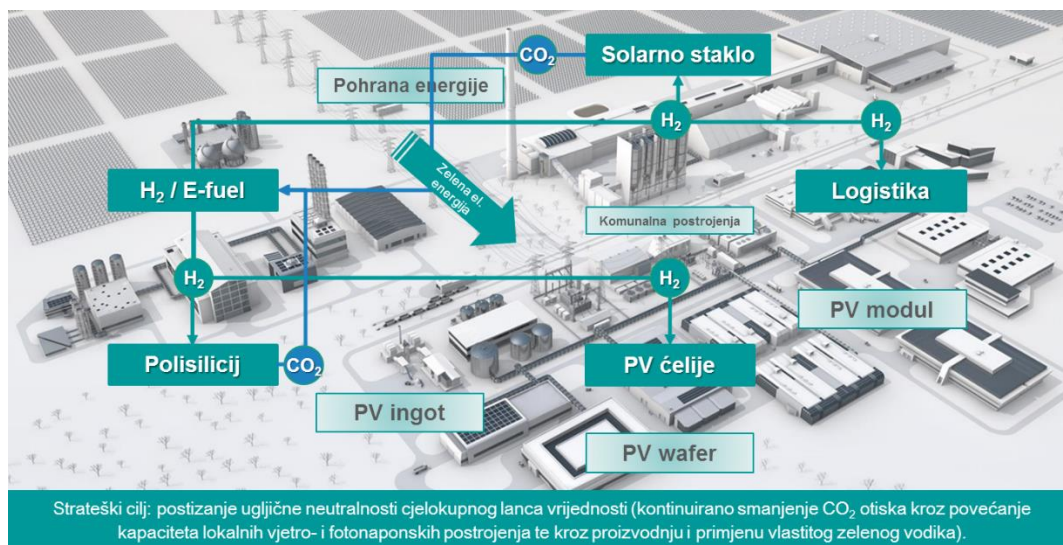 CO₂
Solarno staklo
Pohrana energije
H₂
H₂
H₂ / E-fuel
Zelena el.
energija
Logistika
Komunalna postrojenja
H₂
H₂
PV modul
Polisilicij
CO₂
PV ćelije
PV ingot
PV wafer
Strateški cilj: postizanje ugljične neutralnosti cjelokupnog lanca vrijednosti (kontinuirano smanjenje CO₂ otiska kroz povećanje
kapaciteta lokalnih vjetro- i fotonaponskih postrojenja te kroz proizvodnju i primjenu vlastitog zelenog vodika).